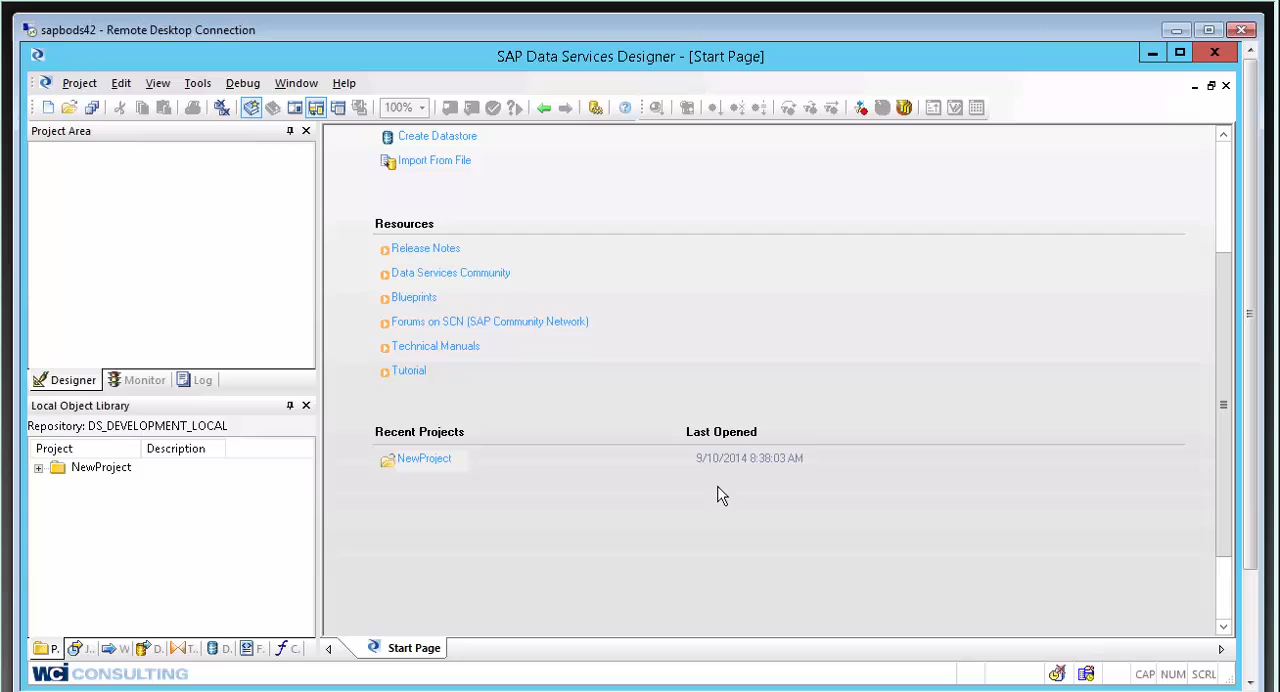 sapbods42 - Remote Desktop Connection
SAP Data Services Designer - [Start Page]
Project Edit View Tools Debug Window Help
100%
Project Area
Create Datastore
Import From File
Resources
Release Notes
Data Services Community
Blueprints
Forums on SCN (SAP Community Network)
Technical Manuals
Tutorial
Designer Monitor Log
Local Object Library
Repository: DS_DEVELOPMENT_LOCAL
Project Description
NewProject
Recent Projects Last Opened
NewProject 9/10/2014 8:38:03 AM
P. J.. W D. T.. D. F. C.
Start Page
WCI CONSULTING
CAP NUM SCRL